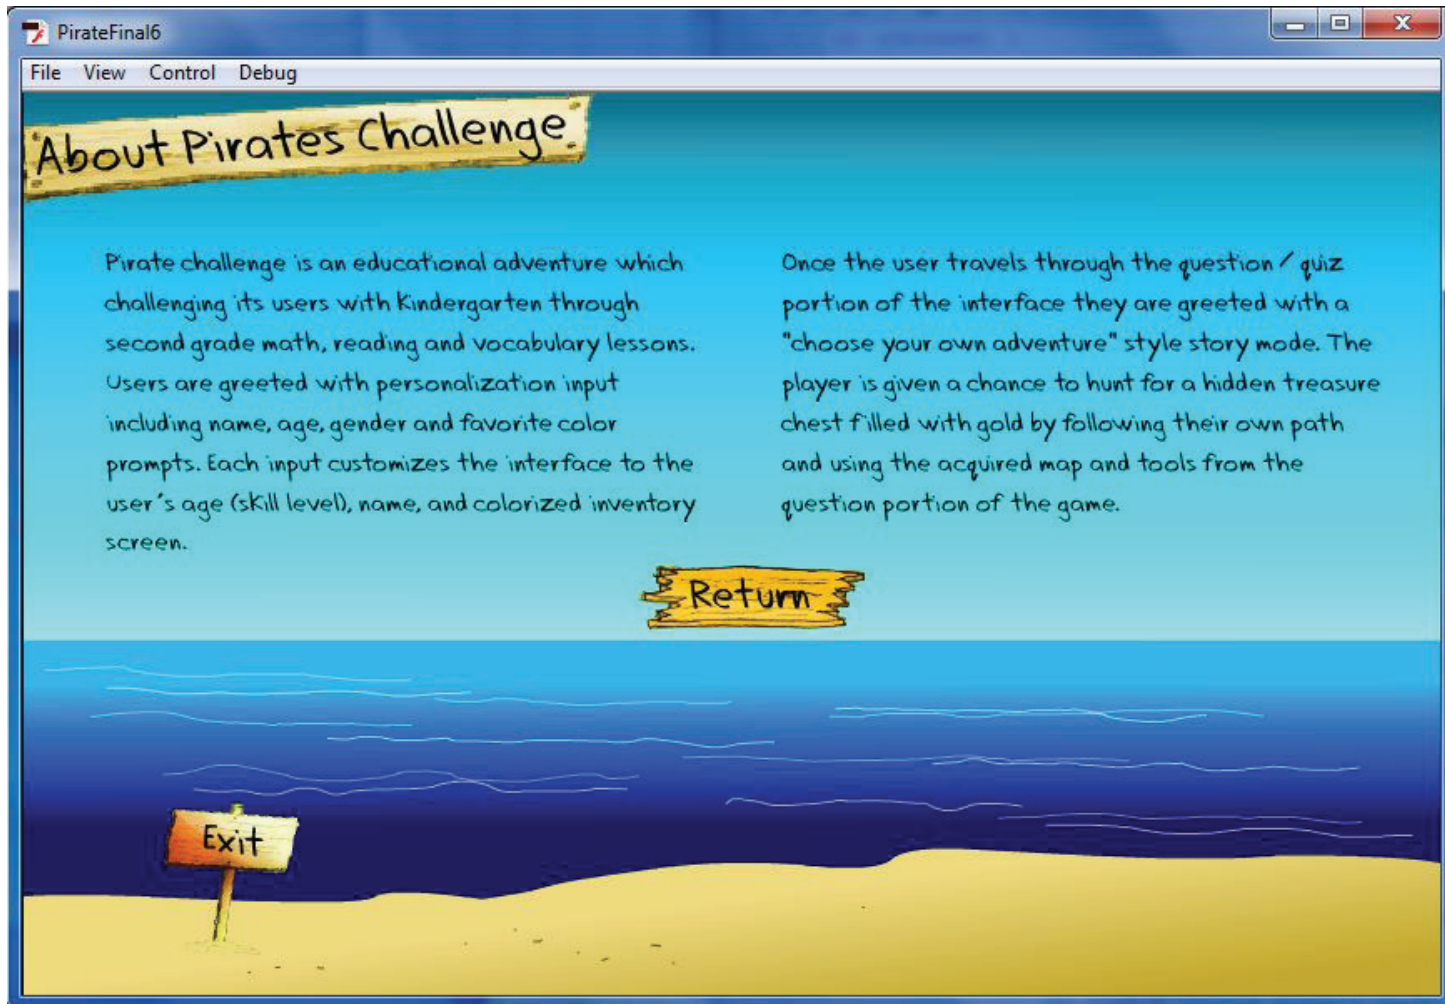 PirateFinal6
File View Control Debug
About Pirates Challenge
Pirate challenge is an educational adventure which
challenging its users with Kindergarten through
second grade math, reading and vocabulary lessons.
Users are greeted with personalization input
including name, age, gender and favorite color
prompts. Each input customizes the interface to the
user's age (skill level), name, and colorized inventory
screen.
Once the user travels through the question / quiz
portion of the interface they are greeted with a
"choose your own adventure" style story mode. The
player is given a chance to hunt for a hidden treasure
chest filled with gold by following their own path
and using the acquired map and tools from the
question portion of the game.
Return
Exit